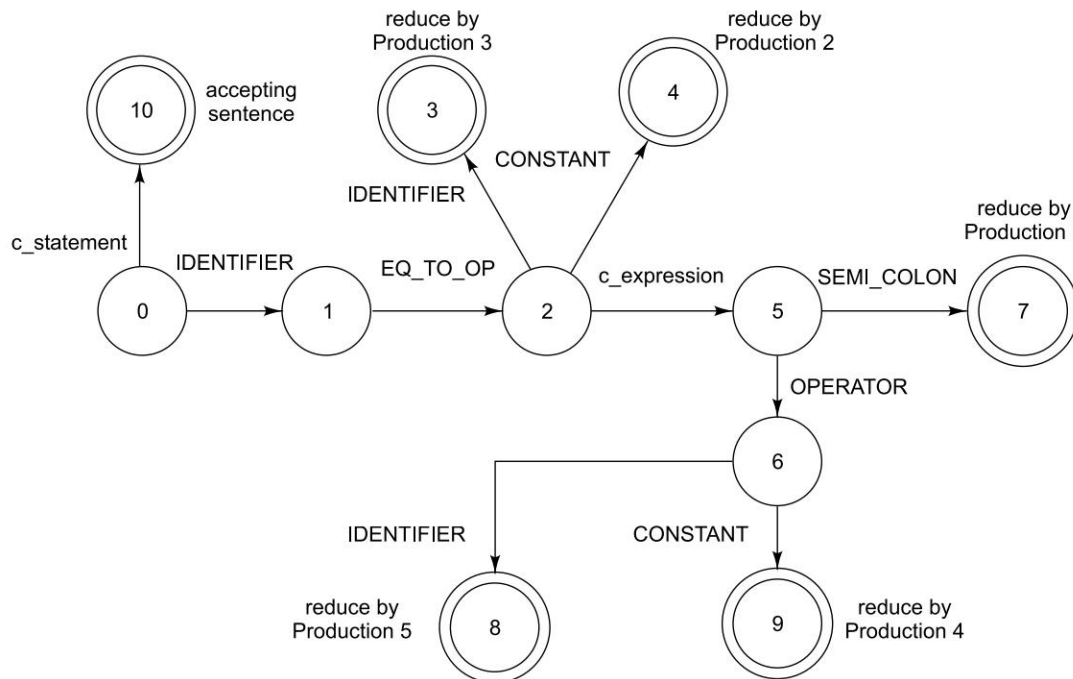 reduce by
Production 3
reduce by
Production 2
10
accepting
sentence
3
4
CONSTANT
IDENTIFIER
reduce by
Production
c_statement
IDENTIFIER
EQ_TO_OP
c_expression
SEMI_COLON
0
1
2
5
7
OPERATOR
6
IDENTIFIER
CONSTANT
reduce by
Production 5
8
9
reduce by
Production 4